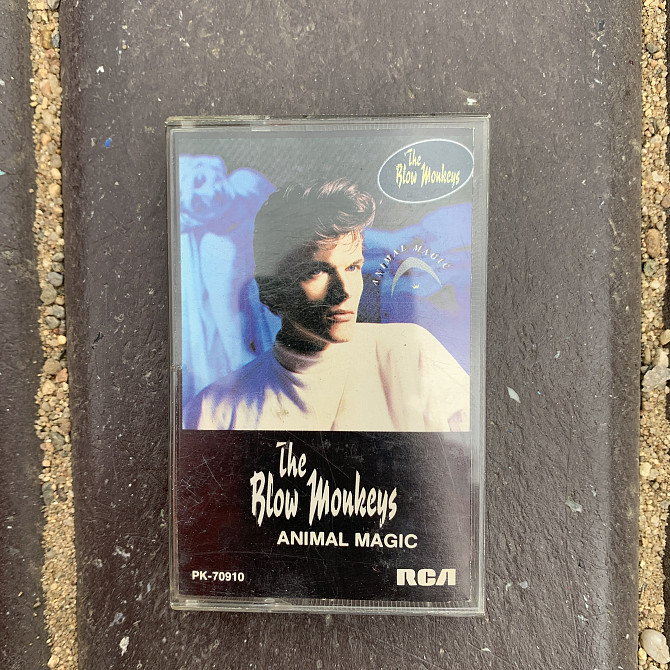 The
Blow Monkeys
ANIMAL MAGIC
The
Blow Monkeys
ANIMAL MAGIC
PK-70910
RCA